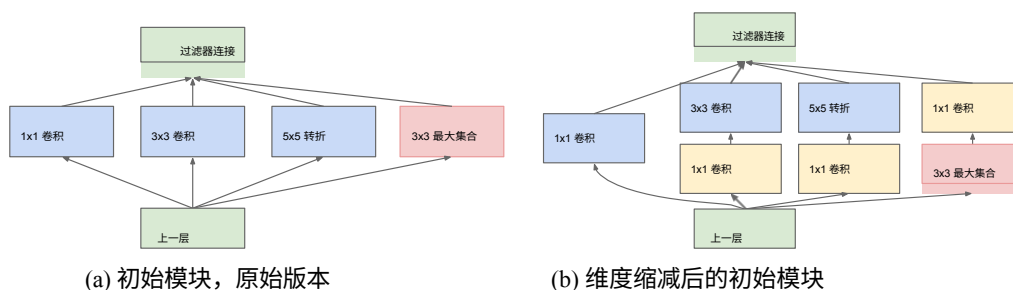 过滤器连接
1x1 卷积
3x3 卷积
5x5 转折
3x3 最大集合
上一层
(a) 初始模块，原始版本
过滤器连接
3x3 卷积
5x5 转折
1x1 卷积
1x1 卷积
1x1 卷积
1x1 卷积
3x3 最大集合
上一层
(b) 维度缩减后的初始模块